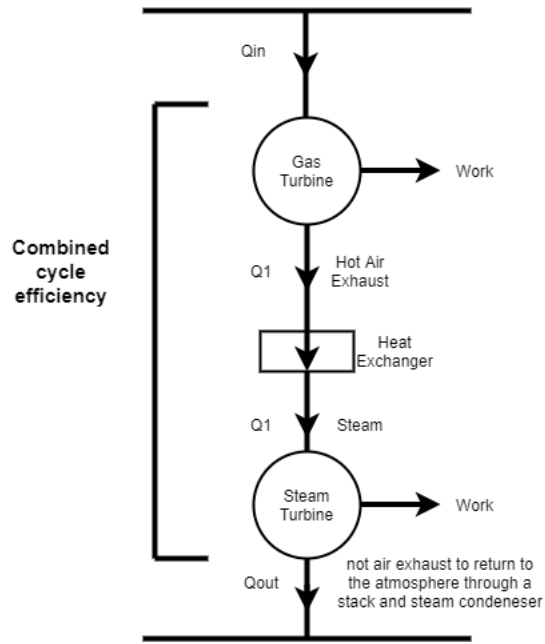 Qin
Gas
Turbine
Work
Combined
cycle
efficiency
Q1
Hot Air
Exhaust
Heat
Exchanger
Q1
Steam
Steam
Turbine
Work
Qout
not air exhaust to return to
the atmosphere through a
stack and steam condeneser